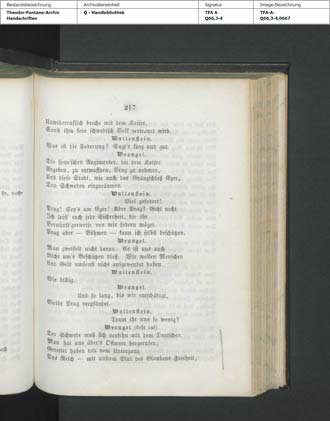 Bestandsbezeichnung
Theodor-Fontane-Archiv
Handschriften
Archivalieneinheit
Q - Handbibliothek
Signatur
TFA A
Q66,3-4
Image-Bezeichnung
TFA-A-
Q66,3-4,0667
217
Unwiderruflich breche mit dem Kaiser,
Sonst ihm kein schwedisch Volk vertrauet wird.
Wallenstein.
Was ist die Foderung? Sagt's kurz und gut.
Wrangel.
Die span'schen Regimenter, die dem Kaiser
Ergeben, zu entwaffnen, Prag zu nehmen,
Und diese Stadt, wie auch das Gränzschloß Eger,
Den Schweden einzuräumen.
Wallenstein.
Viel gefodert!
Prag! Sey's um Eger! Aber Prag? Geht nicht.
Ich leist' euch jede Sicherheit, die ihr
Vernünft'gerweise von mir fodern möget.
Prag aber — Böhmen — kann ich selbst beschützen.
Wrangel.
Man zweifelt nicht daran. Es ist uns auch
Nicht um's Beschützen bloß. Wir wollen Menschen
Und Geld umsonst nicht aufgewendet haben.
Wallenstein.
Wie billig.
Wrangel.
Und so lang, bis wir entschädigt,
Bleibt Prag verpfändet.
Wallenstein.
Traut ihr uns so wenig?
Wrangel (steht auf)
Der Schwede muß sich vorsehn mit dem Deutschen.
Man hat uns über's Ostmeer hergerufen;
Gerettet haben wir vom Untergang
Das Reich — mit unserm Blut des Glaubens Freiheit,